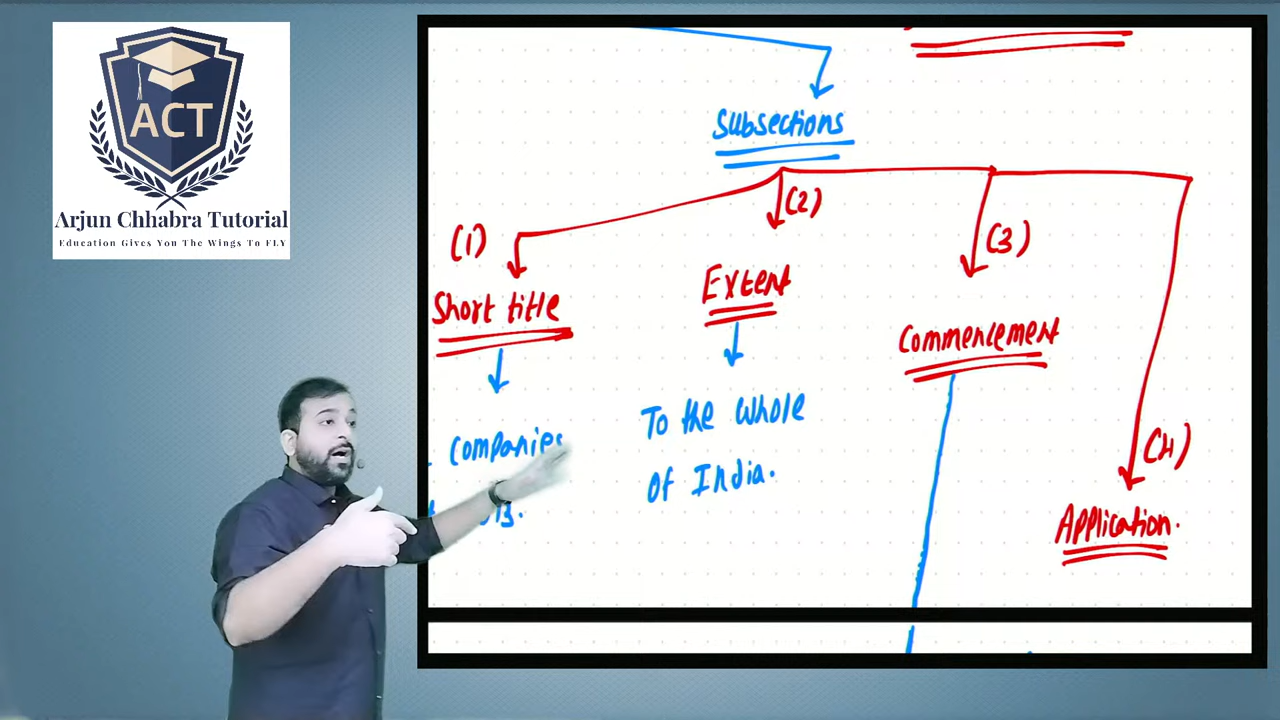 ACT
Arjun Chhabra Tutorial
Education Gives You The Wings To FLY
Subsections
(1)
(2)
(3)
Short title
Extent
Commencement
Companies
To the whole
of India.
(4)
Application.